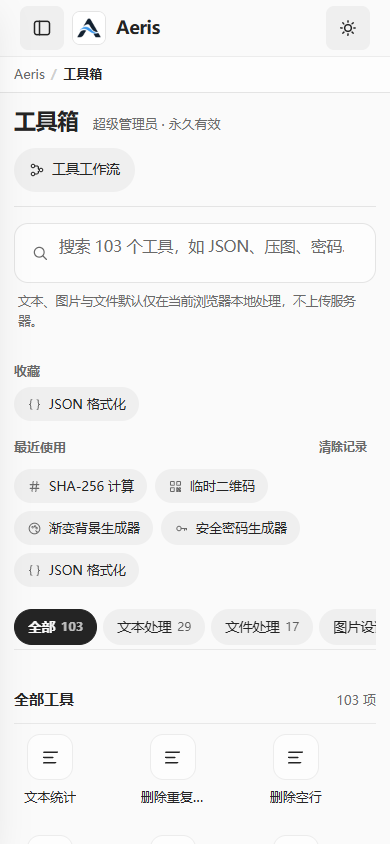 Aeris
Aeris / 工具箱
工具箱 超级管理员 · 永久有效
工具工作流
搜索 103 个工具，如 JSON、压图、密码.
文本、图片与文件默认仅在当前浏览器本地处理，不上传服务
器。
收藏
JSON 格式化
最近使用 清除记录
SHA-256 计算 临时二维码
渐变背景生成器 安全密码生成器
JSON 格式化
全部 103 文本处理 29 文件处理 17 图片设
全部工具 103 项
文本统计 删除重复... 删除空行